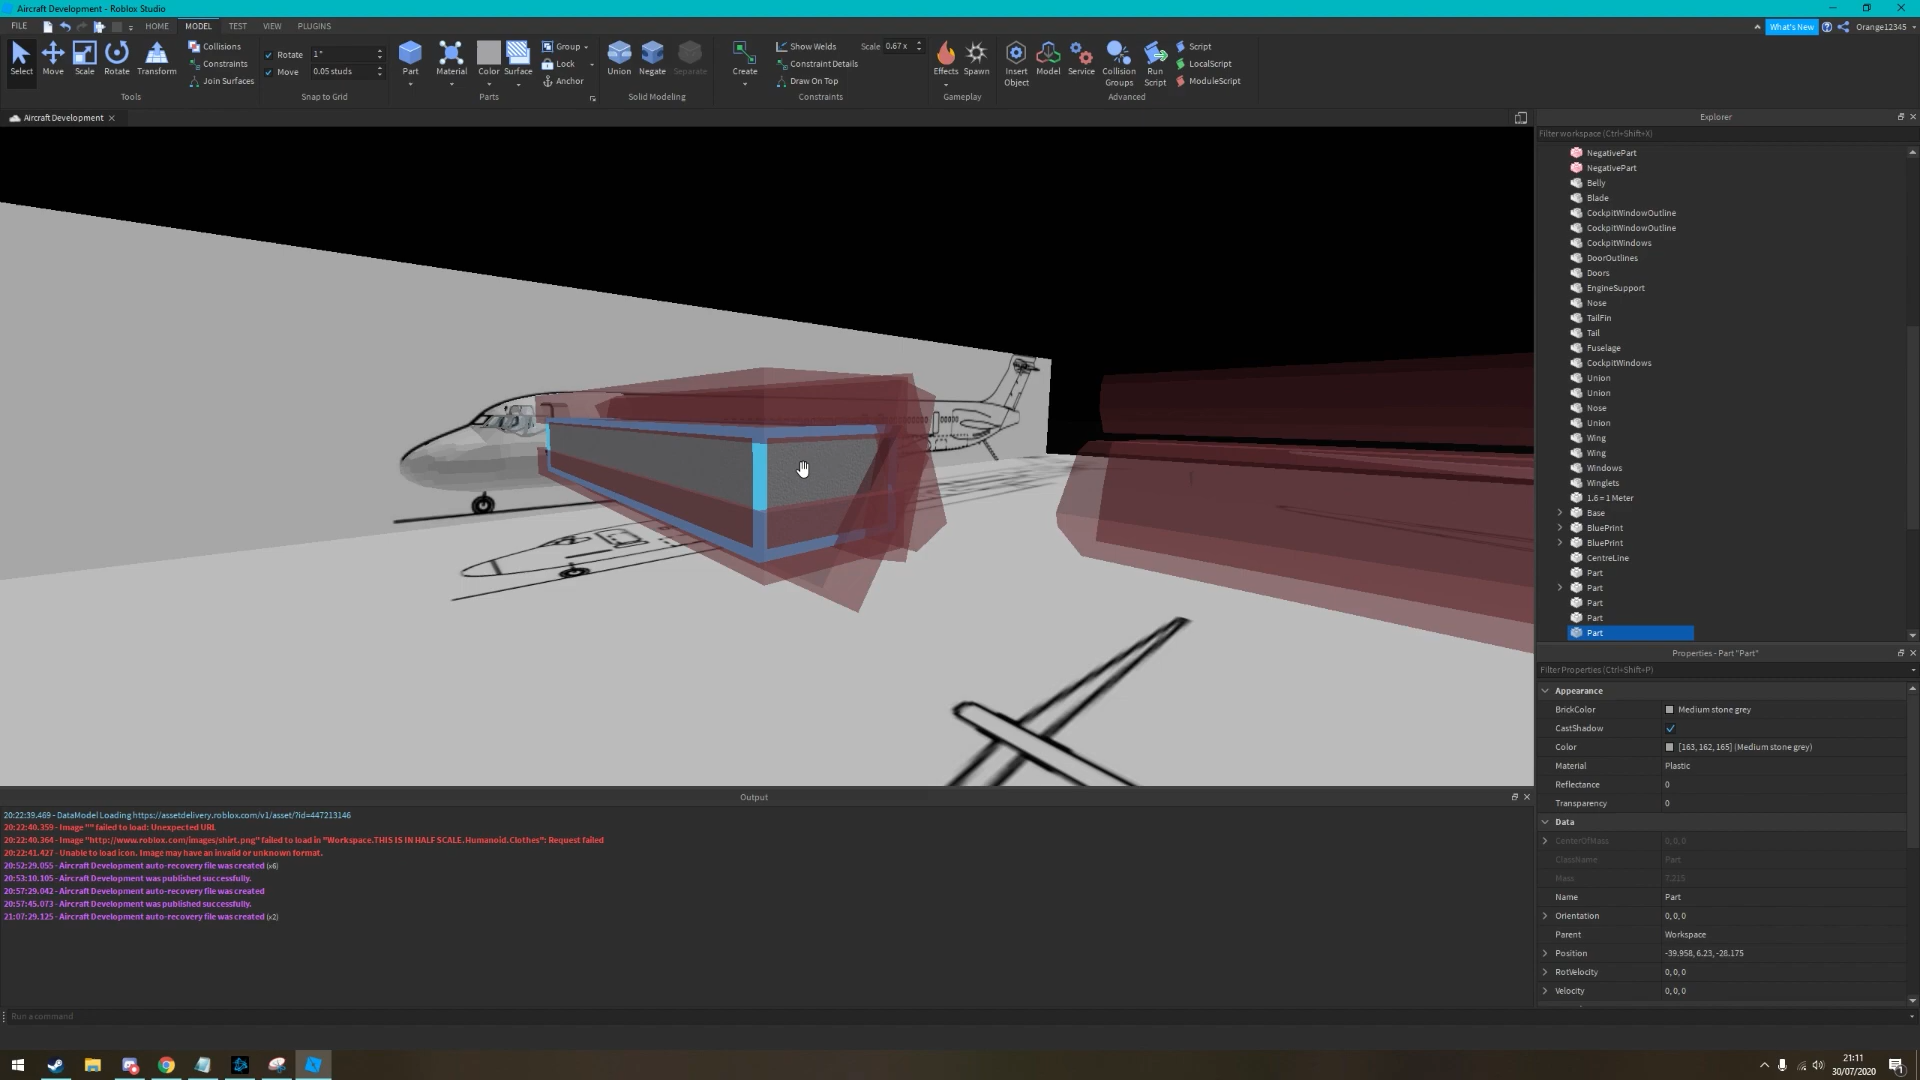 Aircraft Development - Roblox Studio
FILE HOME MODEL TEST VIEW PLUGINS
What's New Orange12345
Select Move Scale Rotate Transform
Collisions
Constraints
Join Surfaces
Tools
Rotate 1°
Move 0.05 studs
Snap to Grid
Part Material Color Surface
Group
Lock
Anchor
Parts
Union Negate Separate
Solid Modeling
Create
Show Welds
Constraint Details
Draw On Top
Scale 0.67 x
Constraints
Effects Spawn
Gameplay
Insert Object Model Service Collision Groups Run Script
Script
LocalScript
ModuleScript
Advanced
Aircraft Development
Explorer
Filter workspace (Ctrl+Shift+X)
NegativePart
NegativePart
Belly
Blade
CockpitWindowOutline
CockpitWindowOutline
CockpitWindows
DoorOutlines
Doors
EngineSupport
Nose
TailFin
Tail
Fuselage
CockpitWindows
Union
Union
Nose
Union
Wing
Wing
Windows
Winglets
1.6 = 1 Meter
Base
BluePrint
BluePrint
CentreLine
Part
Part
Part
Part
Part
Properties - Part "Part"
Filter Properties (Ctrl+Shift+P)
Appearance
BrickColor Medium stone grey
CastShadow
Color [163, 162, 165] (Medium stone grey)
Material Plastic
Reflectance 0
Transparency 0
Data
CenterOfMass 0, 0, 0
ClassName Part
Mass 7.215
Name Part
Orientation 0, 0, 0
Parent Workspace
Position -39.958, 6.23, -28.175
RotVelocity 0, 0, 0
Velocity 0, 0, 0
Output
20:22:39.469 - DataModel Loading https://assetdelivery.roblox.com/v1/asset/?id=447213146
20:22:40.359 - Image "" failed to load: Unexpected URL
20:22:40.364 - Image "http://www.roblox.com/images/shirt.png" failed to load in "Workspace.THIS IS IN HALF SCALE.Humanoid.Clothes": Request failed
20:22:41.427 - Unable to load icon. Image may have an invalid or unknown format.
20:52:29.055 - Aircraft Development auto-recovery file was created (x6)
20:53:10.105 - Aircraft Development was published successfully.
20:57:29.042 - Aircraft Development auto-recovery file was created
20:57:45.073 - Aircraft Development was published successfully.
21:07:29.125 - Aircraft Development auto-recovery file was created (x2)
Run a command
21:11
30/07/2020